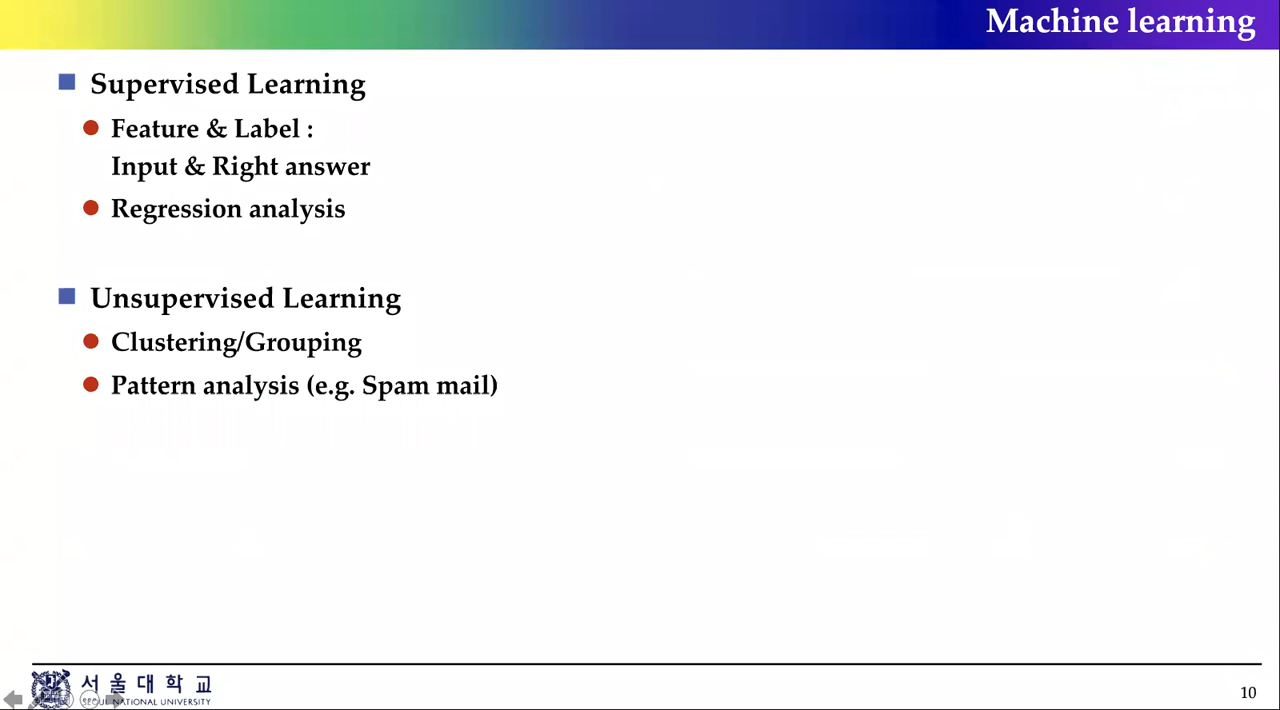 Machine learning
Supervised Learning
Feature & Label :
Input & Right answer
Regression analysis
Unsupervised Learning
Clustering/Grouping
Pattern analysis (e.g. Spam mail)
서울대학교
SEOUL NATIONAL UNIVERSITY
10